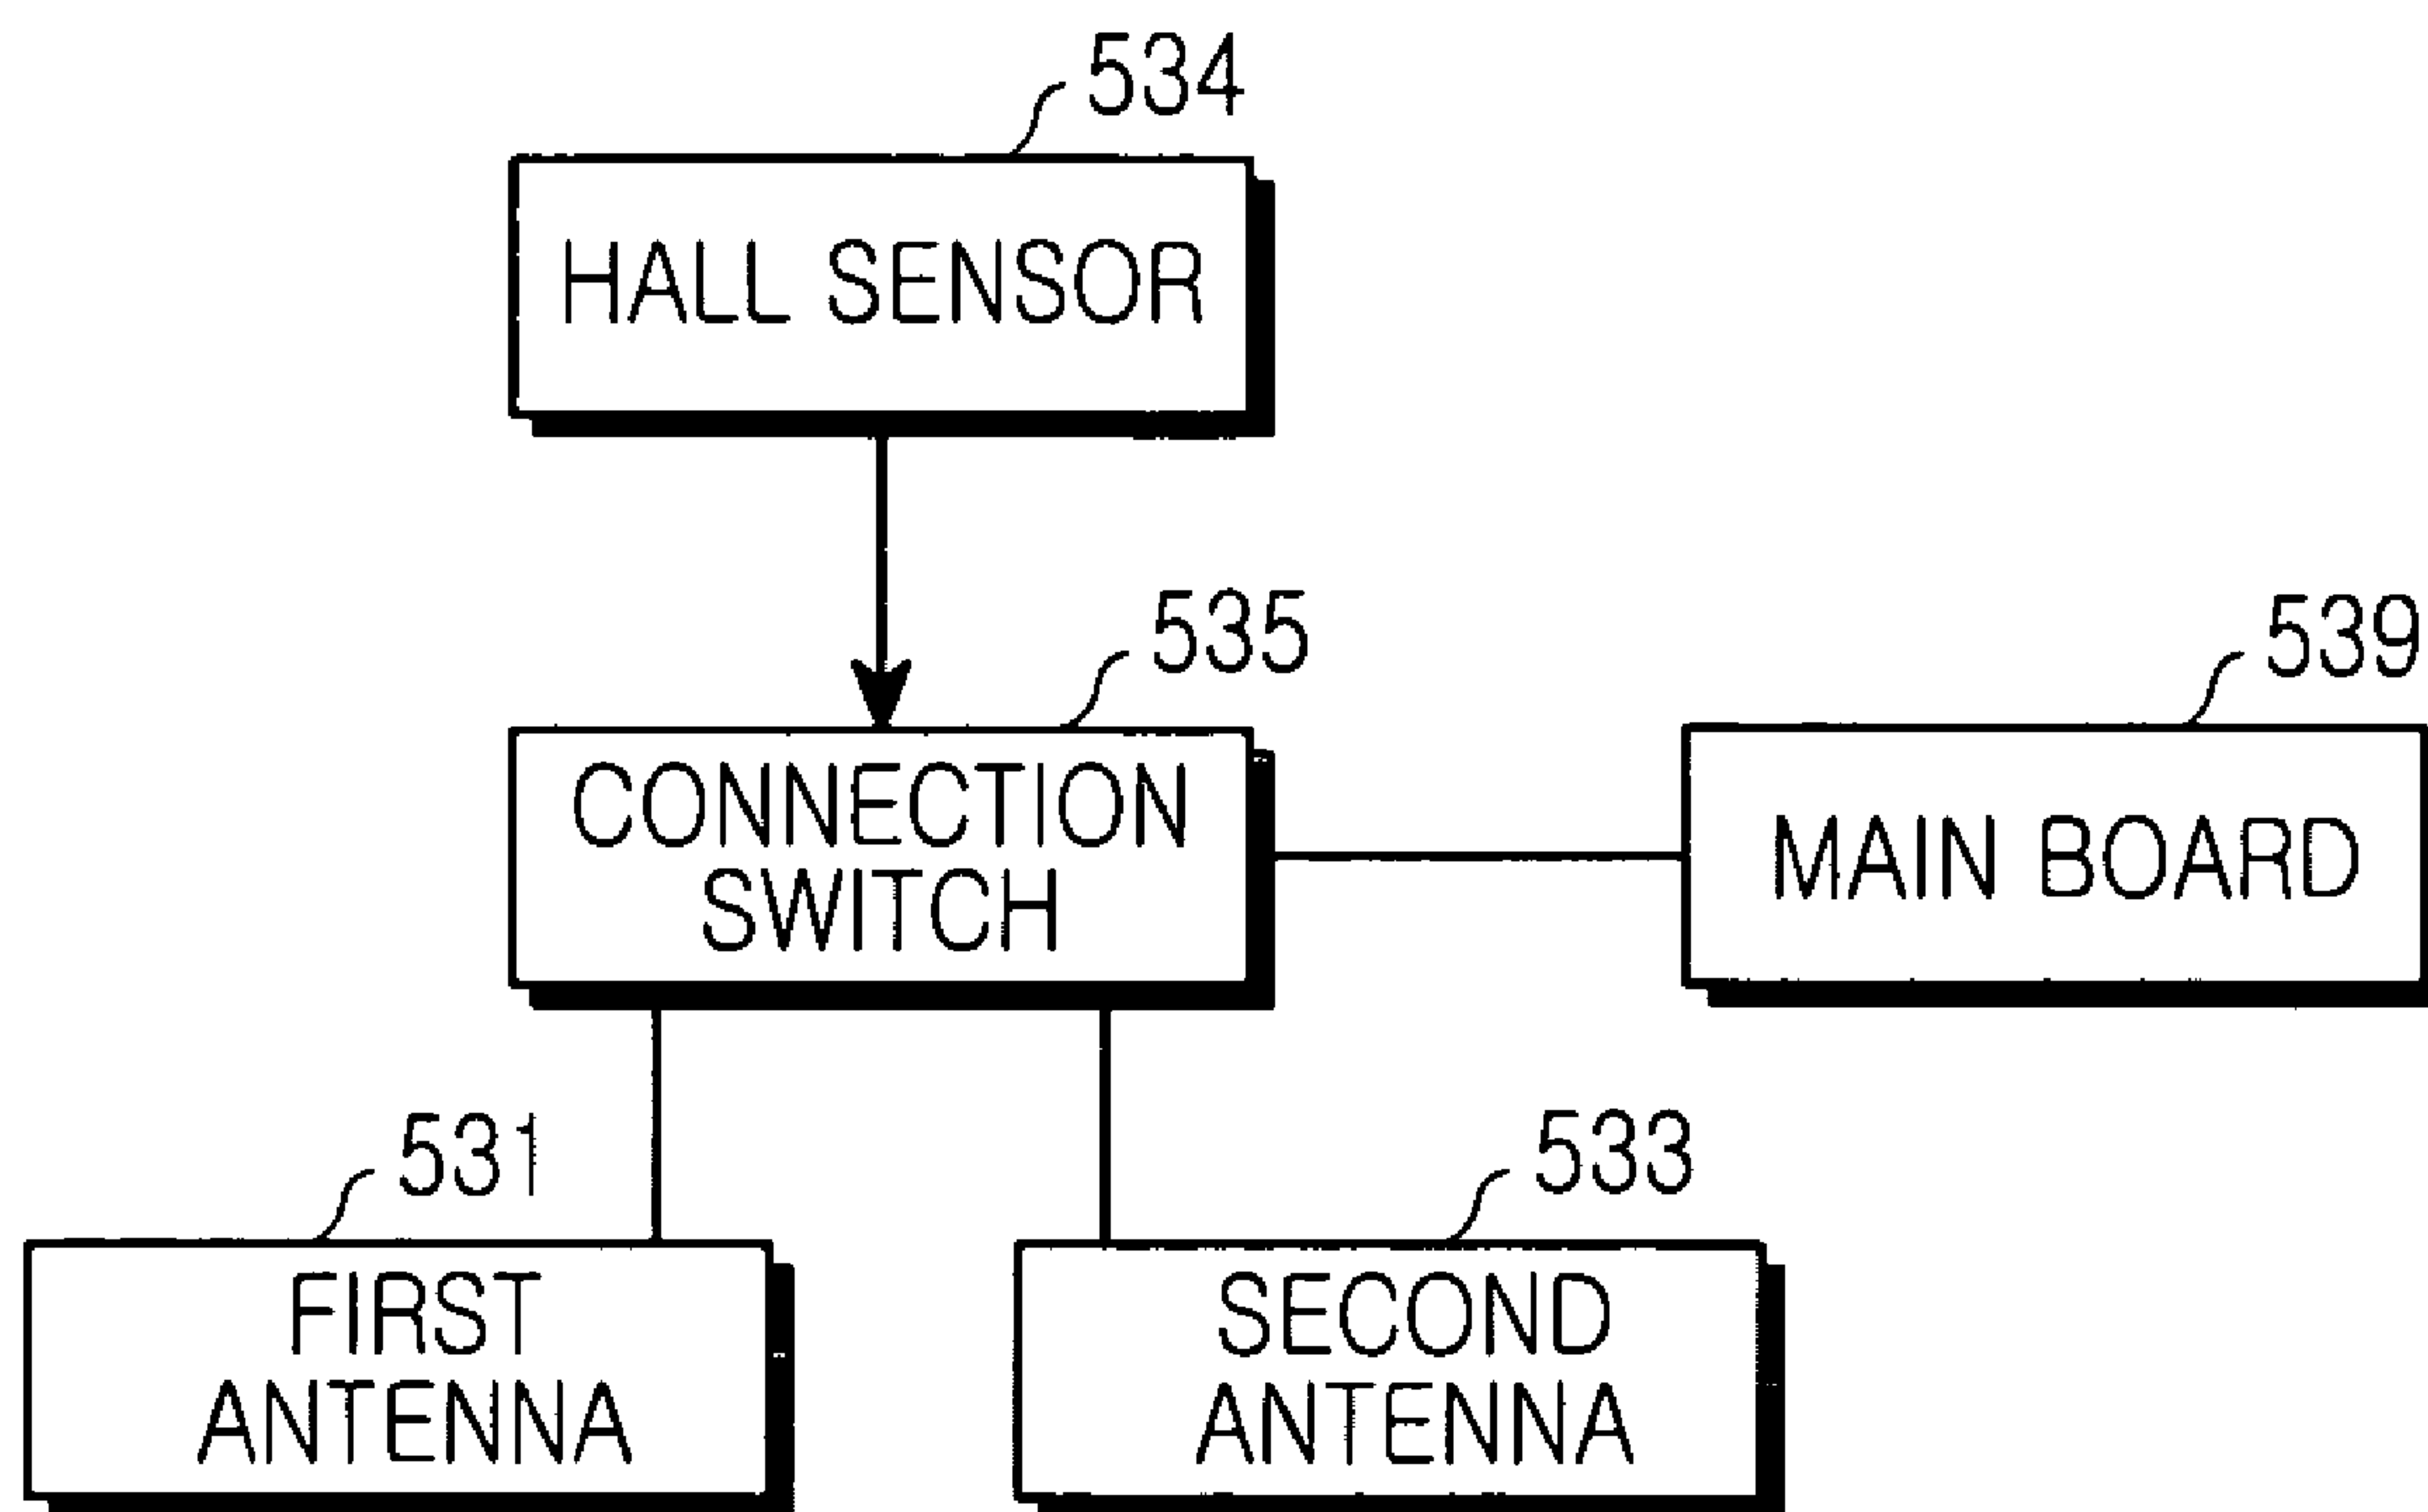 534
HALL SENSOR
535
539
CONNECTION
SWITCH
MAIN BOARD
531
533
FIRST
ANTENNA
SECOND
ANTENNA